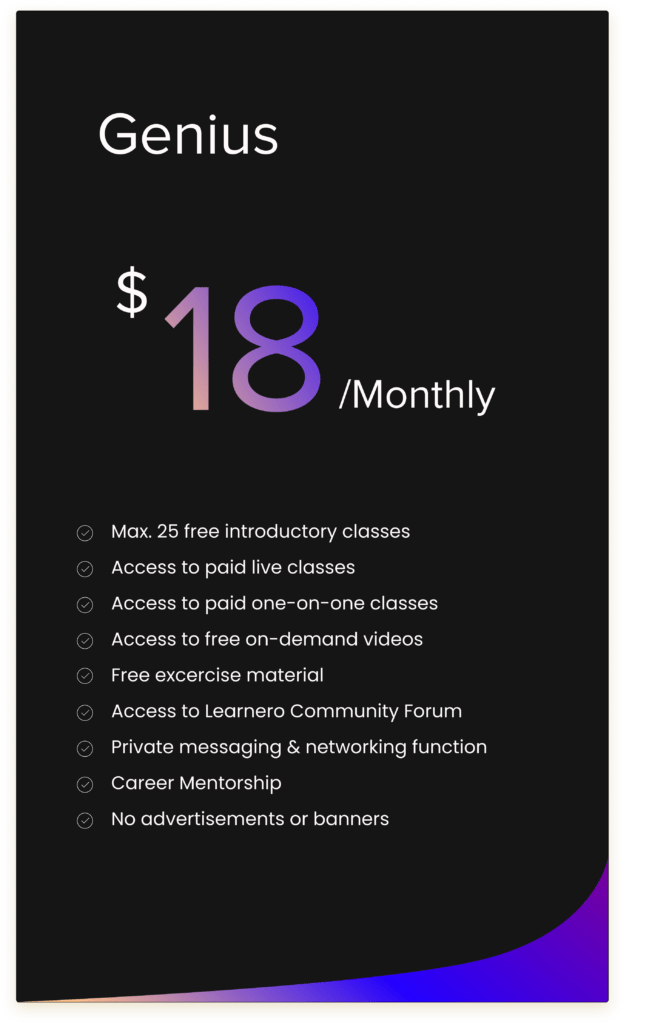 Genius
$18 /Monthly
Max. 25 free introductory classes
Access to paid live classes
Access to paid one-on-one classes
Access to free on-demand videos
Free excercise material
Access to Learnero Community Forum
Private messaging & networking function
Career Mentorship
No advertisements or banners